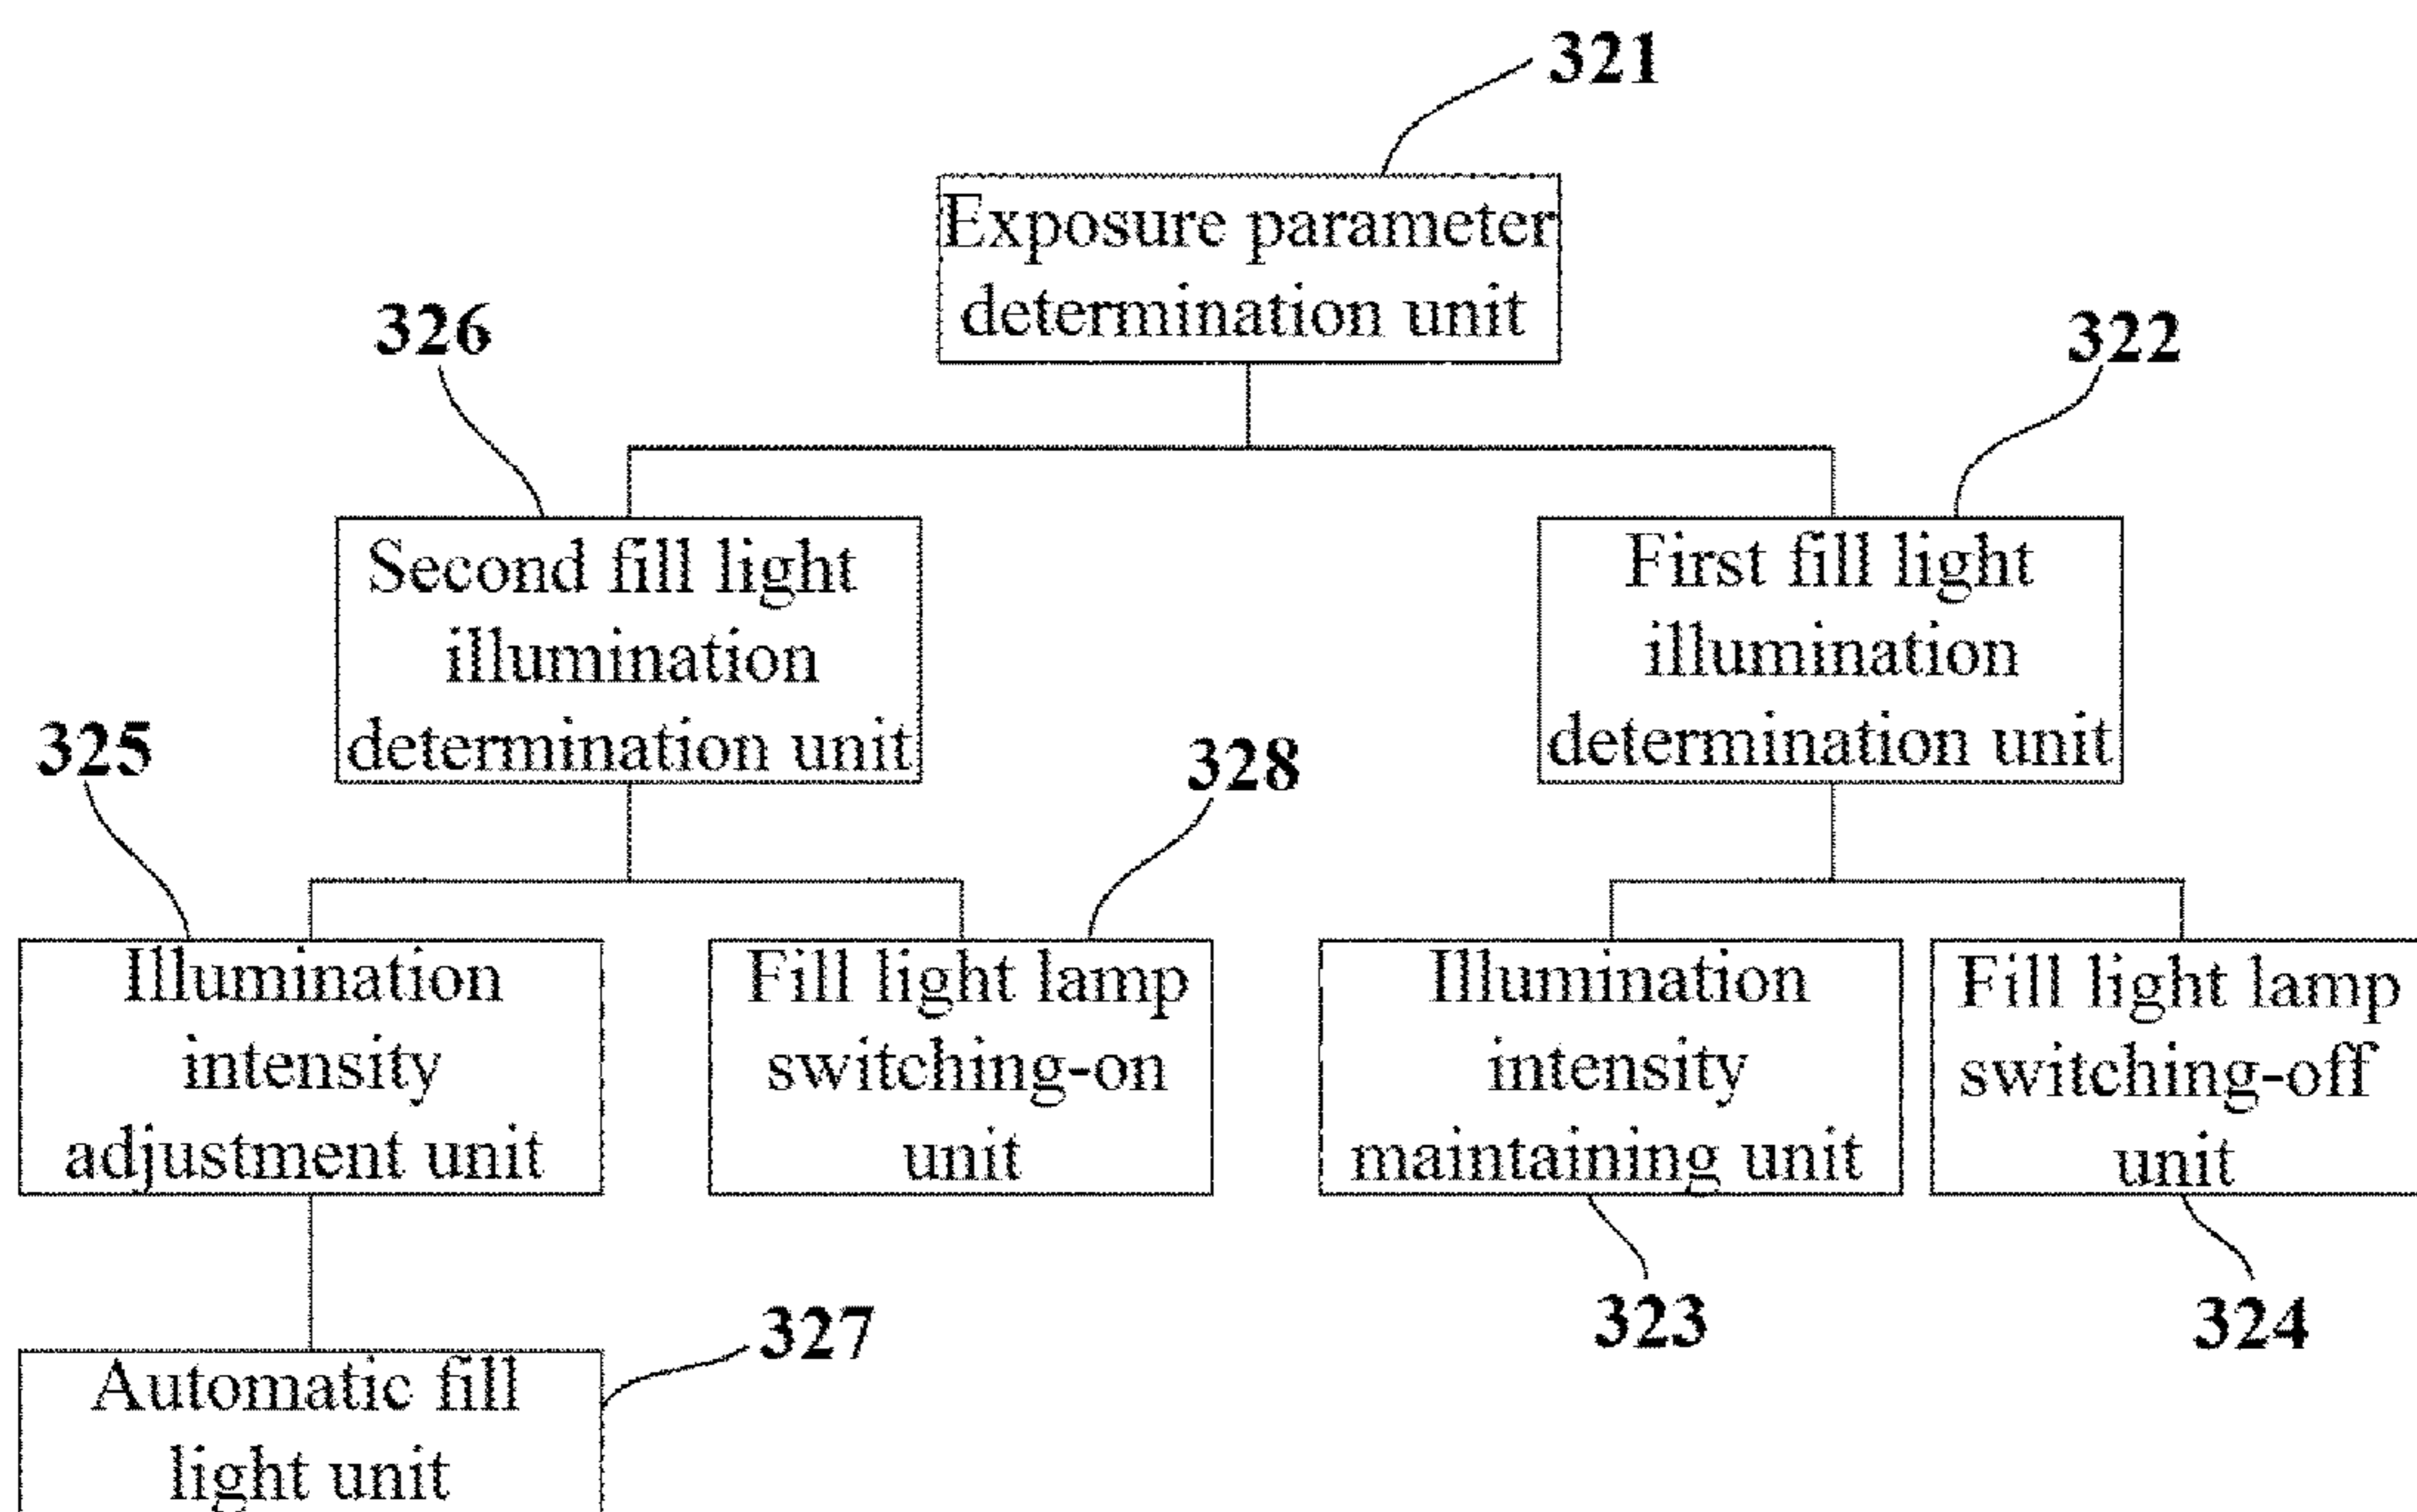 321
Exposure parameter
determination unit
326
322
Second fill light
illumination
determination unit
First fill light
illumination
determination unit
325
328
Illumination
intensity
adjustment unit
Fill light lamp
switching-on
unit
Illumination
intensity
maintaining unit
Fill light lamp
switching-off
unit
327
323
324
Automatic fill
light unit